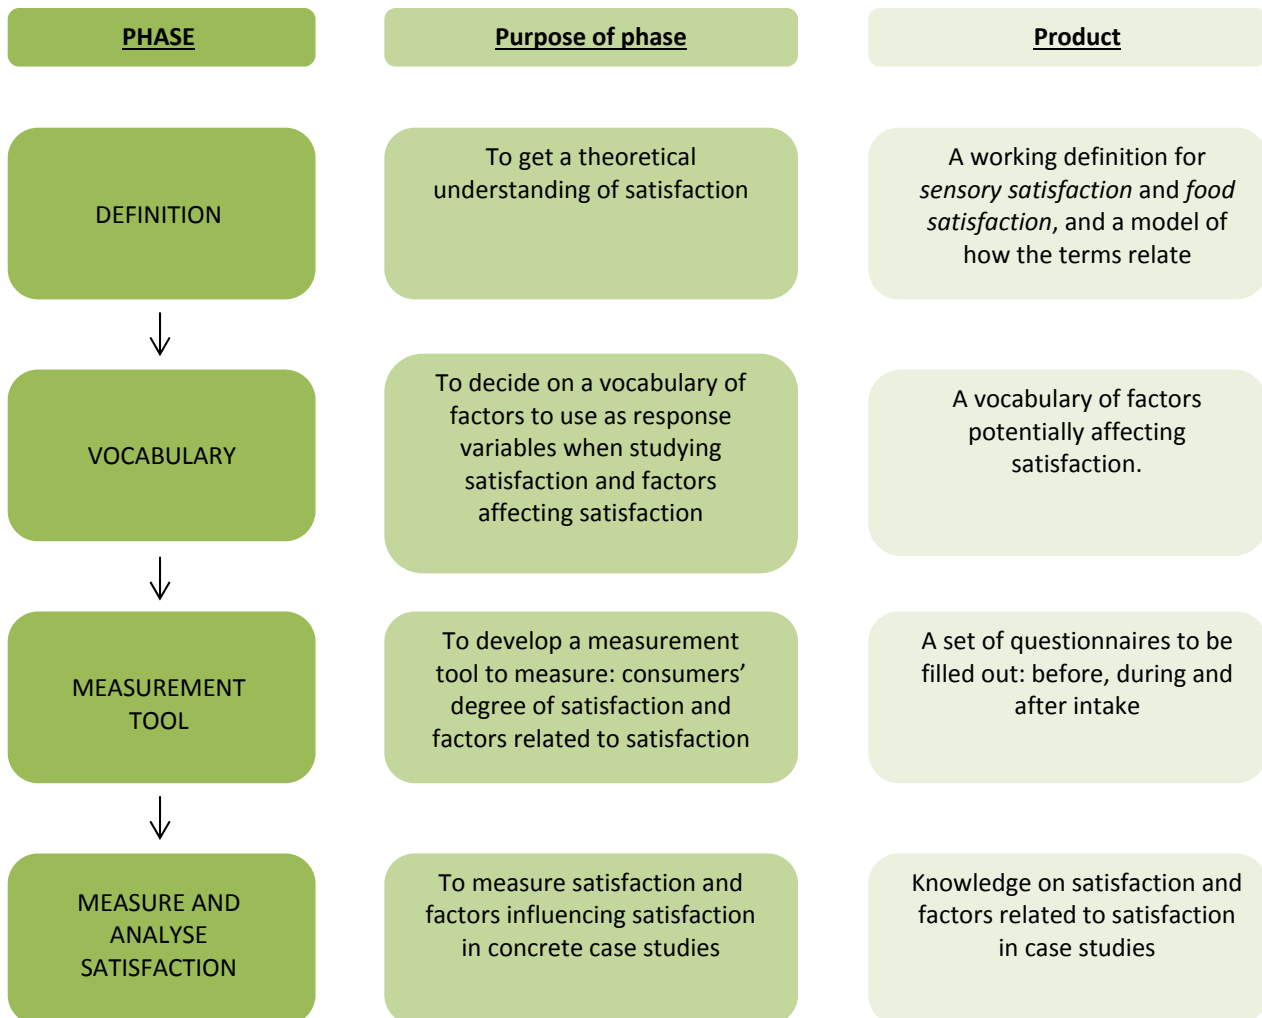 PHASE
Purpose of phase
Product
DEFINITION
To get a theoretical
understanding of satisfaction
A working definition for
sensory satisfaction and food
satisfaction, and a model of
how the terms relate
VOCABULARY
To decide on a vocabulary of
factors to use as response
variables when studying
satisfaction and factors
affecting satisfaction
A vocabulary of factors
potentially affecting
satisfaction.
MEASUREMENT
TOOL
To develop a measurement
tool to measure: consumers’
degree of satisfaction and
factors related to satisfaction
A set of questionnaires to be
filled out: before, during and
after intake
MEASURE AND
ANALYSE
SATISFACTION
To measure satisfaction and
factors influencing satisfaction
in concrete case studies
Knowledge on satisfaction and
factors related to satisfaction
in case studies